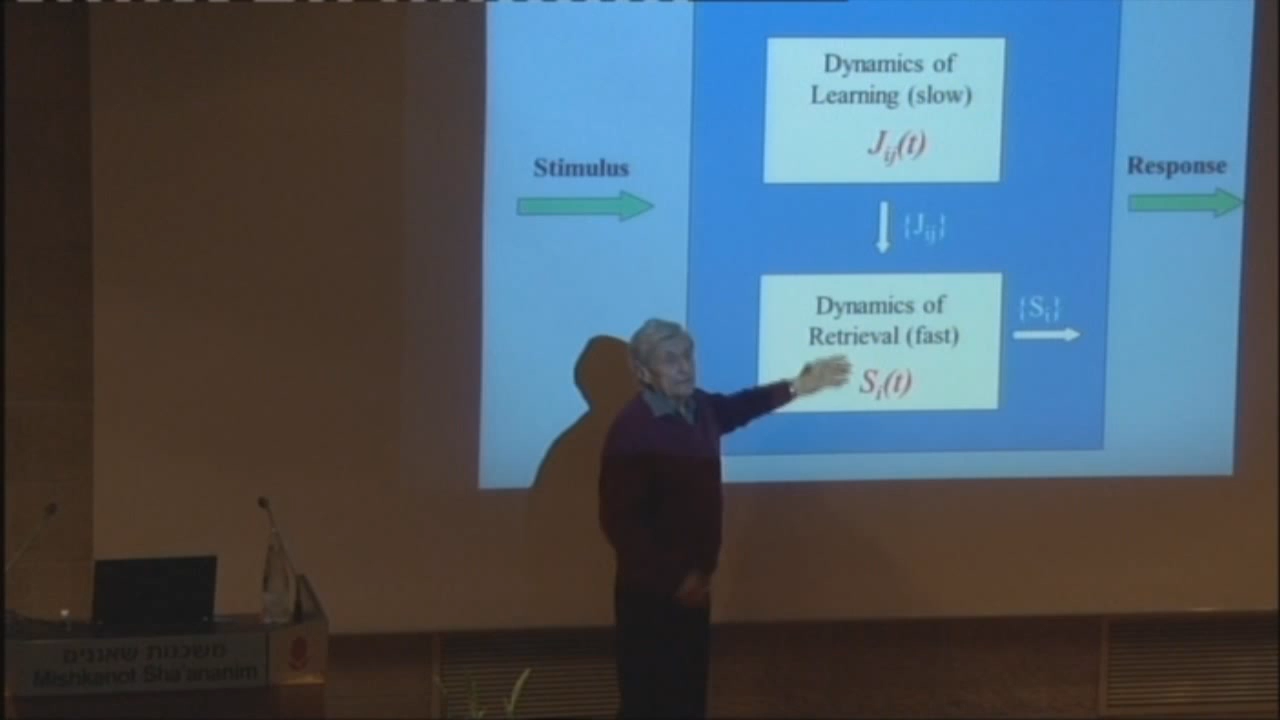 Dynamics of
Learning (slow)
Jij(t)
Stimulus
Response
{Jij}
Dynamics of
Retrieval (fast)
Si(t)
{Si}
משכנות שאננים
Mishkanot Sha'ananim